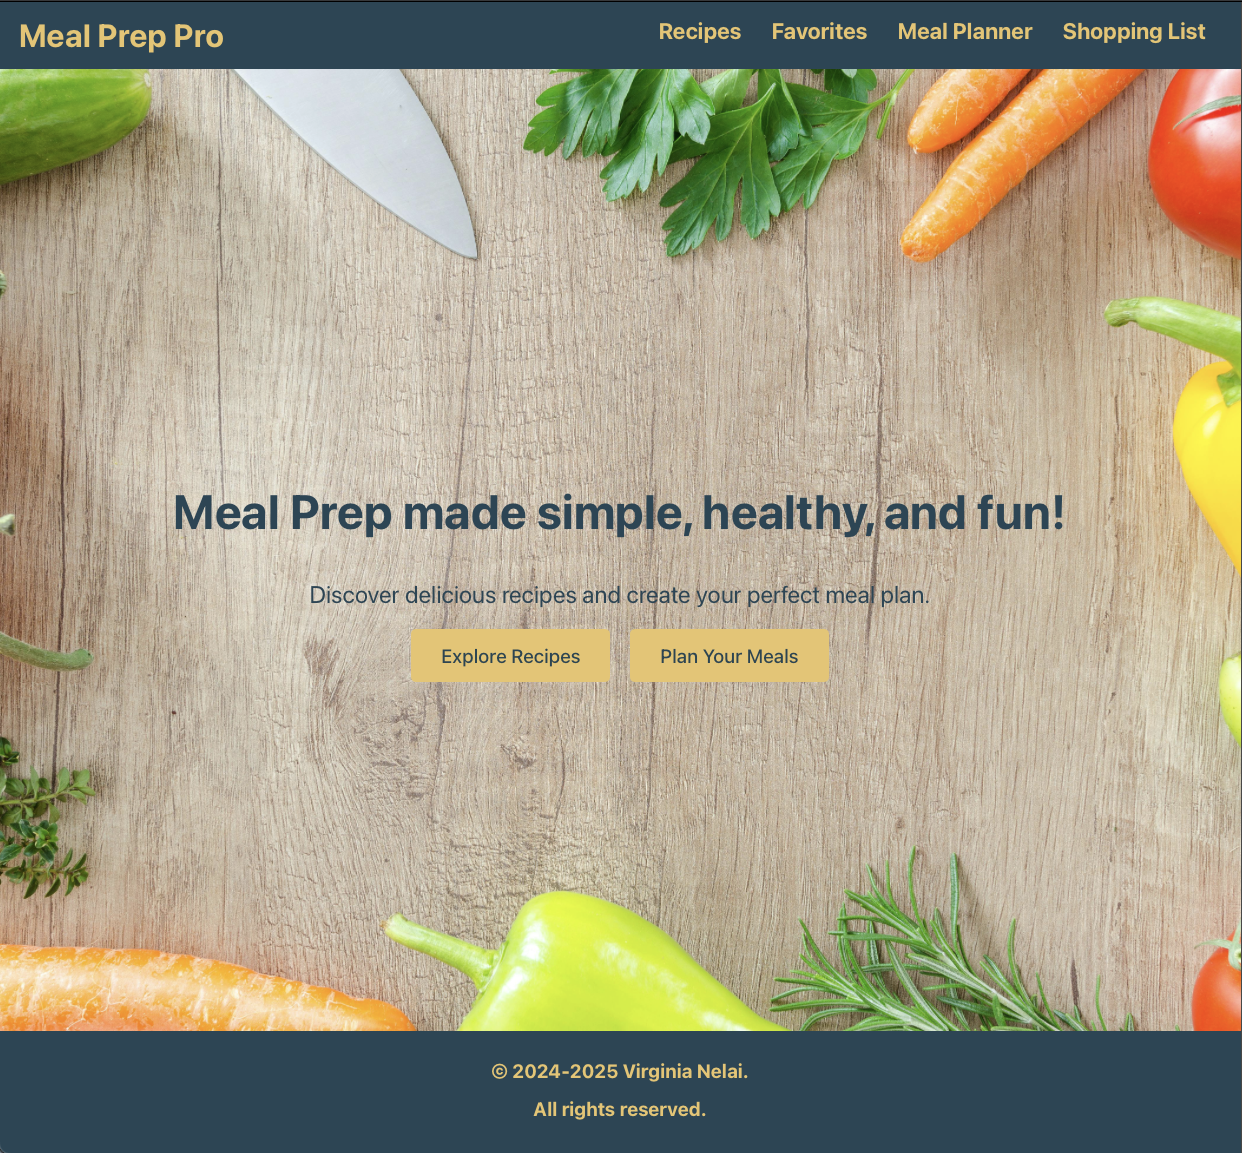 Meal Prep Pro
Recipes Favorites Meal Planner Shopping List
Meal Prep made simple, healthy, and fun!
Discover delicious recipes and create your perfect meal plan.
Explore Recipes Plan Your Meals
© 2024-2025 Virginia Nelai.
All rights reserved.